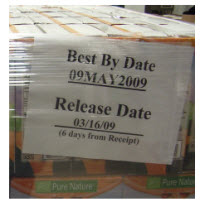 Best By Date
09MAY2009
Release Date
03/16/09
(6 days from Receipt)
Pure Nature
Pure Nature